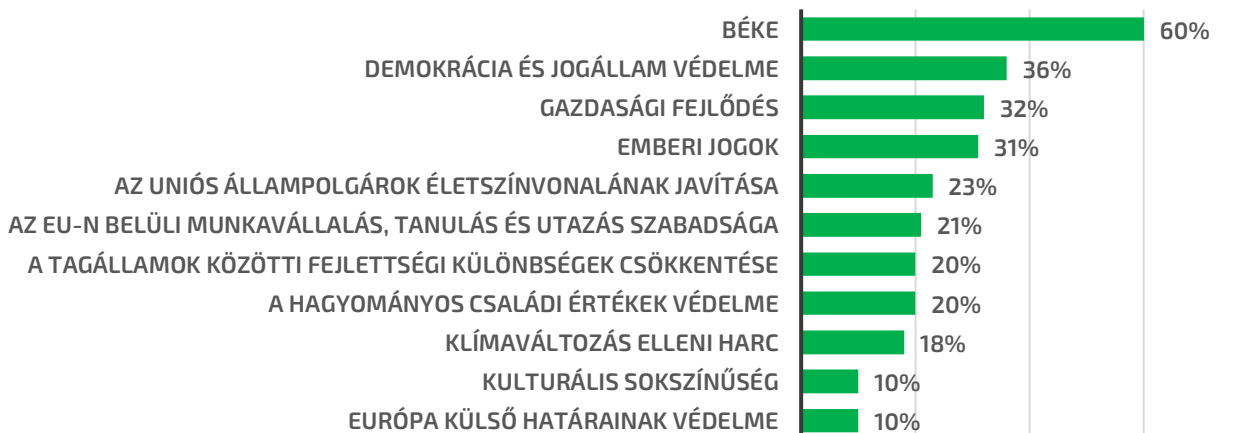 BÉKE 60%
DEMOKRÁCIA ÉS JOGÁLLAM VÉDELME 36%
GAZDASÁGI FEJLŐDÉS 32%
EMBERI JOGOK 31%
AZ UNIÓS ÁLLAMPOLGÁROK ÉLETSZÍNVONALÁNAK JAVÍTÁSA 23%
AZ EU-N BELÜLI MUNKAVÁLLALÁS, TANULÁS ÉS UTAZÁS SZABADSÁGA 21%
A TAGÁLLAMOK KÖZÖTTI FEJLETTSÉGI KÜLÖNBSÉGEK CSÖKKENTÉSE 20%
A HAGYOMÁNYOS CSALÁDI ÉRTÉKEK VÉDELME 20%
KLÍMAVÁLTOZÁS ELLENI HARC 18%
KULTURÁLIS SOKSZÍNŰSÉG 10%
EURÓPA KÜLSŐ HATÁRAINAK VÉDELME 10%